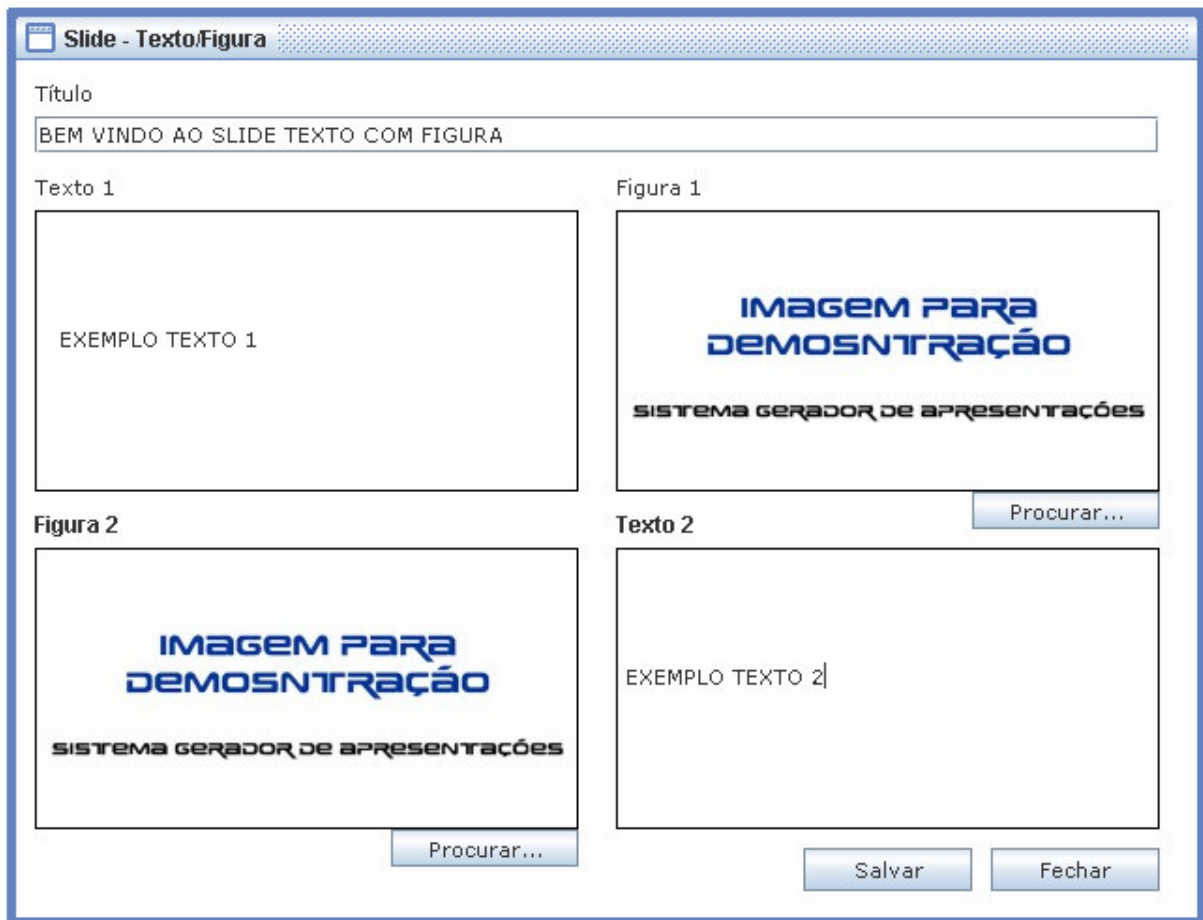 Slide - Texto/Figura
Título
BEM VINDO AO SLIDE TEXTO COM FIGURA
Texto 1
Figura 1
EXEMPLO TEXTO 1
IMAGEM PARA
DEMOSNTRAÇÃO
SISTEMA GERADOR DE APRESENTAÇÕES
Procurar...
Figura 2
Texto 2
IMAGEM PARA
DEMOSNTRAÇÃO
SISTEMA GERADOR DE APRESENTAÇÕES
EXEMPLO TEXTO 2
Procurar...
Salvar
Fechar